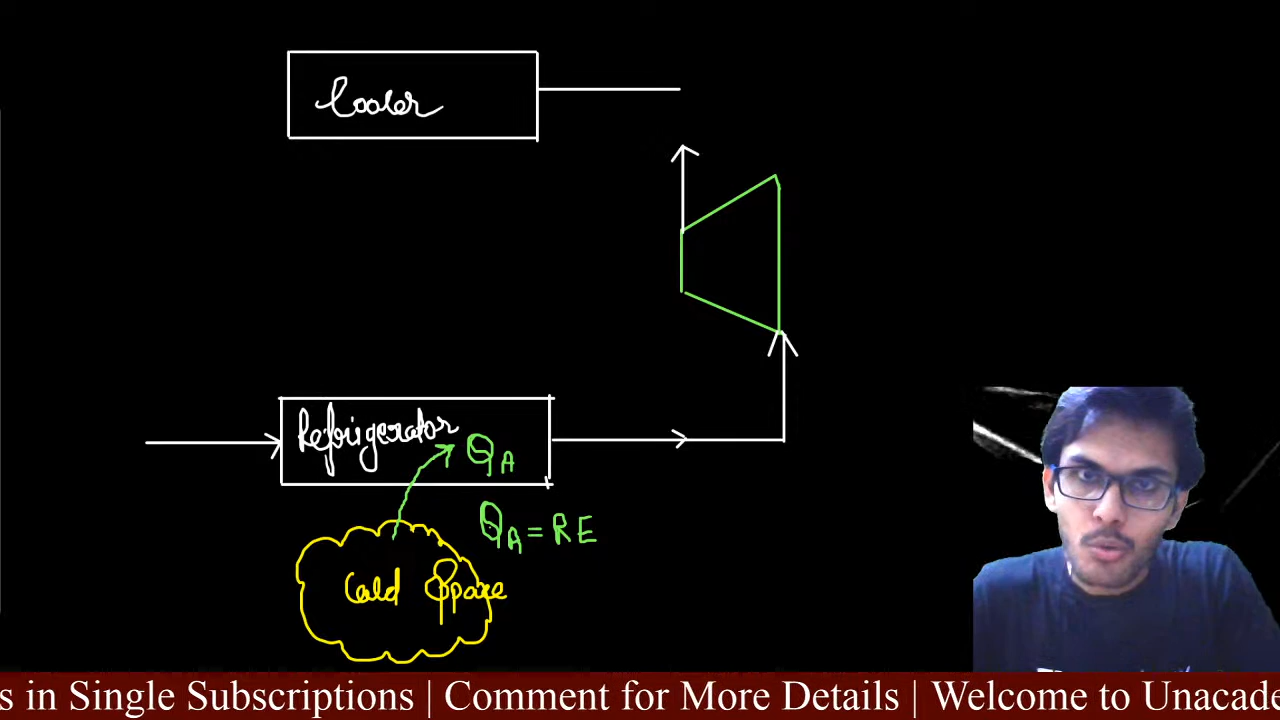 Cooler
Refrigerator
Q_A
Q_A = RE
Cold Space
s in Single Subscriptions | Comment for More Details | Welcome to Unacade